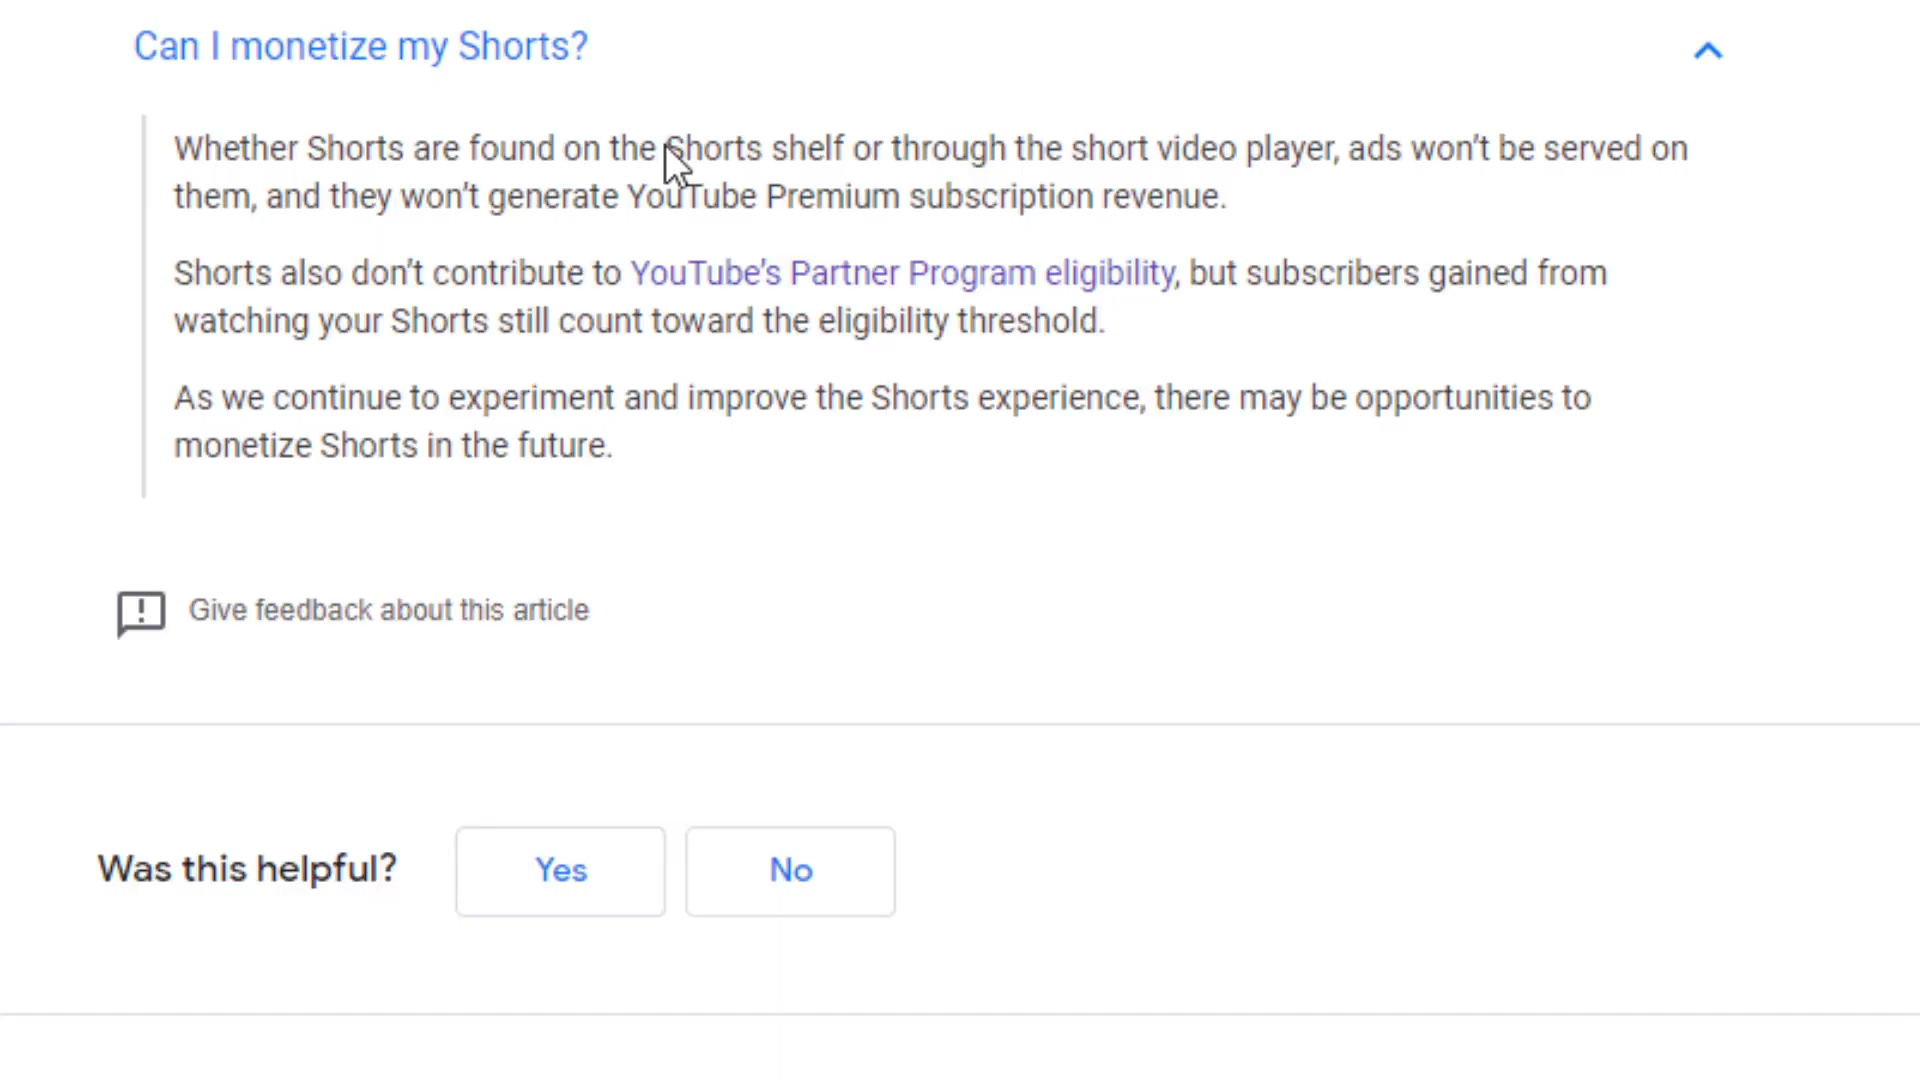 Can I monetize my Shorts?
Whether Shorts are found on the Shorts shelf or through the short video player, ads won’t be served on
them, and they won’t generate YouTube Premium subscription revenue.
Shorts also don’t contribute to YouTube’s Partner Program eligibility, but subscribers gained from
watching your Shorts still count toward the eligibility threshold.
As we continue to experiment and improve the Shorts experience, there may be opportunities to
monetize Shorts in the future.
Give feedback about this article
Was this helpful? Yes No